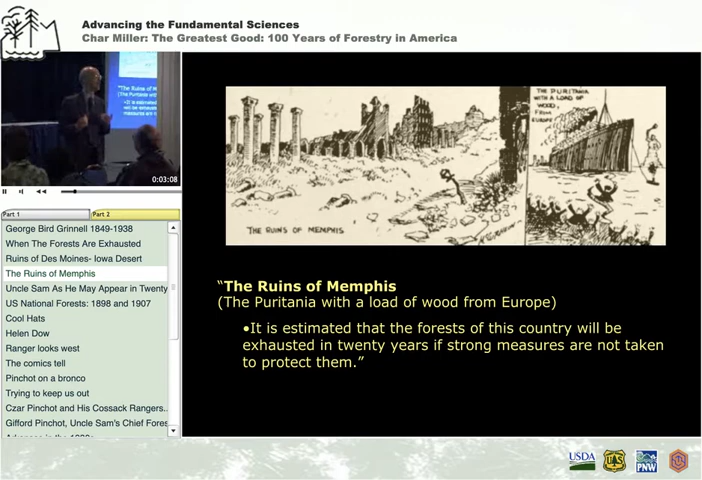 Advancing the Fundamental Sciences
Char Miller: The Greatest Good: 100 Years of Forestry in America
0:03:08
Part 1
Part 2
George Bird Grinnell 1849-1938
When The Forests Are Exhausted
Ruins of Des Moines- Iowa Desert
The Ruins of Memphis
Uncle Sam As He May Appear in Twenty
US National Forests: 1898 and 1907
Cool Hats
Helen Dow
Ranger looks west
The comics tell
Pinchot on a bronco
Trying to keep us out
Czar Pinchot and His Cossack Rangers..
Gifford Pinchot, Uncle Sam's Chief Fores
THE RUINS OF MEMPHIS
THE PURITANIA
WITH A LOAD OF
WOOD,
FROM
EUROPE
"The Ruins of Memphis
(The Puritania with a load of wood from Europe)
•It is estimated that the forests of this country will be
exhausted in twenty years if strong measures are not taken
to protect them."
USDA
UAS
PNW